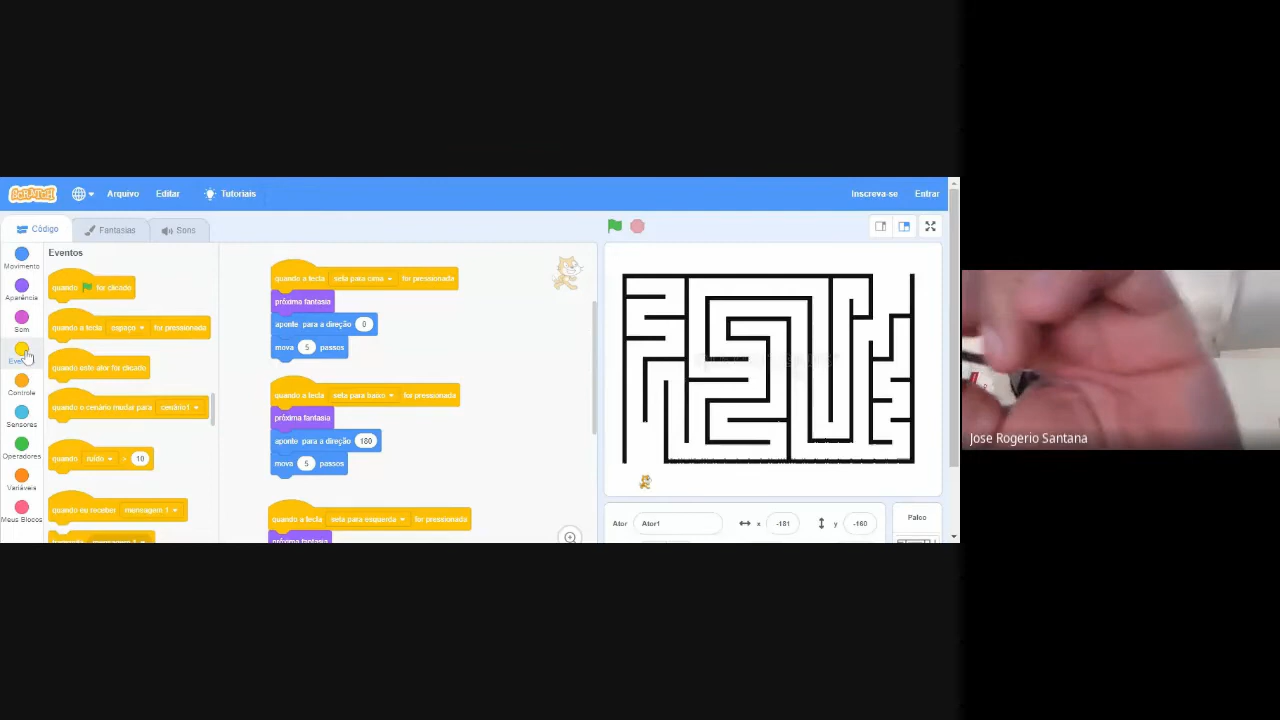 SCRATCH Arquivo Editar Tutoriais Inscreva-se Entrar
Código Fantasias Sons
Movimento
Aparência
Som
Controle
Sensores
Operadores
Variáveis
Meus Blocos
Eventos
quando for clicado
quando a tecla espaço for pressionada
quando este ator for clicado
quando o cenário mudar para cenário1
quando ruído > 10
quando eu receber mensagem 1
quando a tecla seta para cima for pressionada
próxima fantasia
aponte para a direção 0
mova 5 passos
quando a tecla seta para baixo for pressionada
próxima fantasia
aponte para a direção 180
mova 5 passos
quando a tecla seta para esquerda for pressionada
próxima fantasia
Ator Ator1 x -181 y -160
Palco
Jose Rogerio Santana